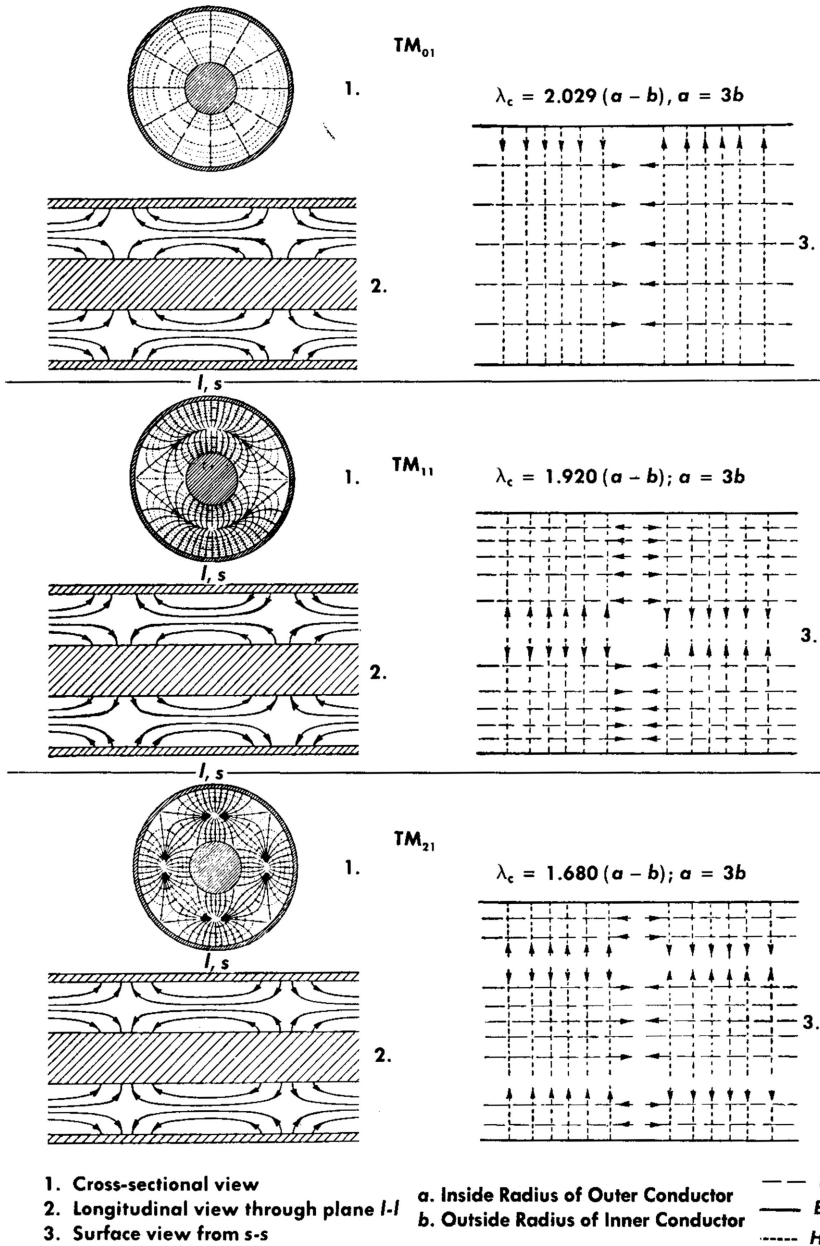 TM₀₁
1.
λc = 2.029 (a – b), a = 3b
2.
3.
l, s
TM₁₁
1.
λc = 1.920 (a – b); a = 3b
l, s
2.
3.
l, s
TM₂₁
1.
λc = 1.680 (a – b); a = 3b
l, s
2.
3.
1. Cross-sectional view
2. Longitudinal view through plane l-l
3. Surface view from s-s
a. Inside Radius of Outer Conductor
b. Outside Radius of Inner Conductor
E
H